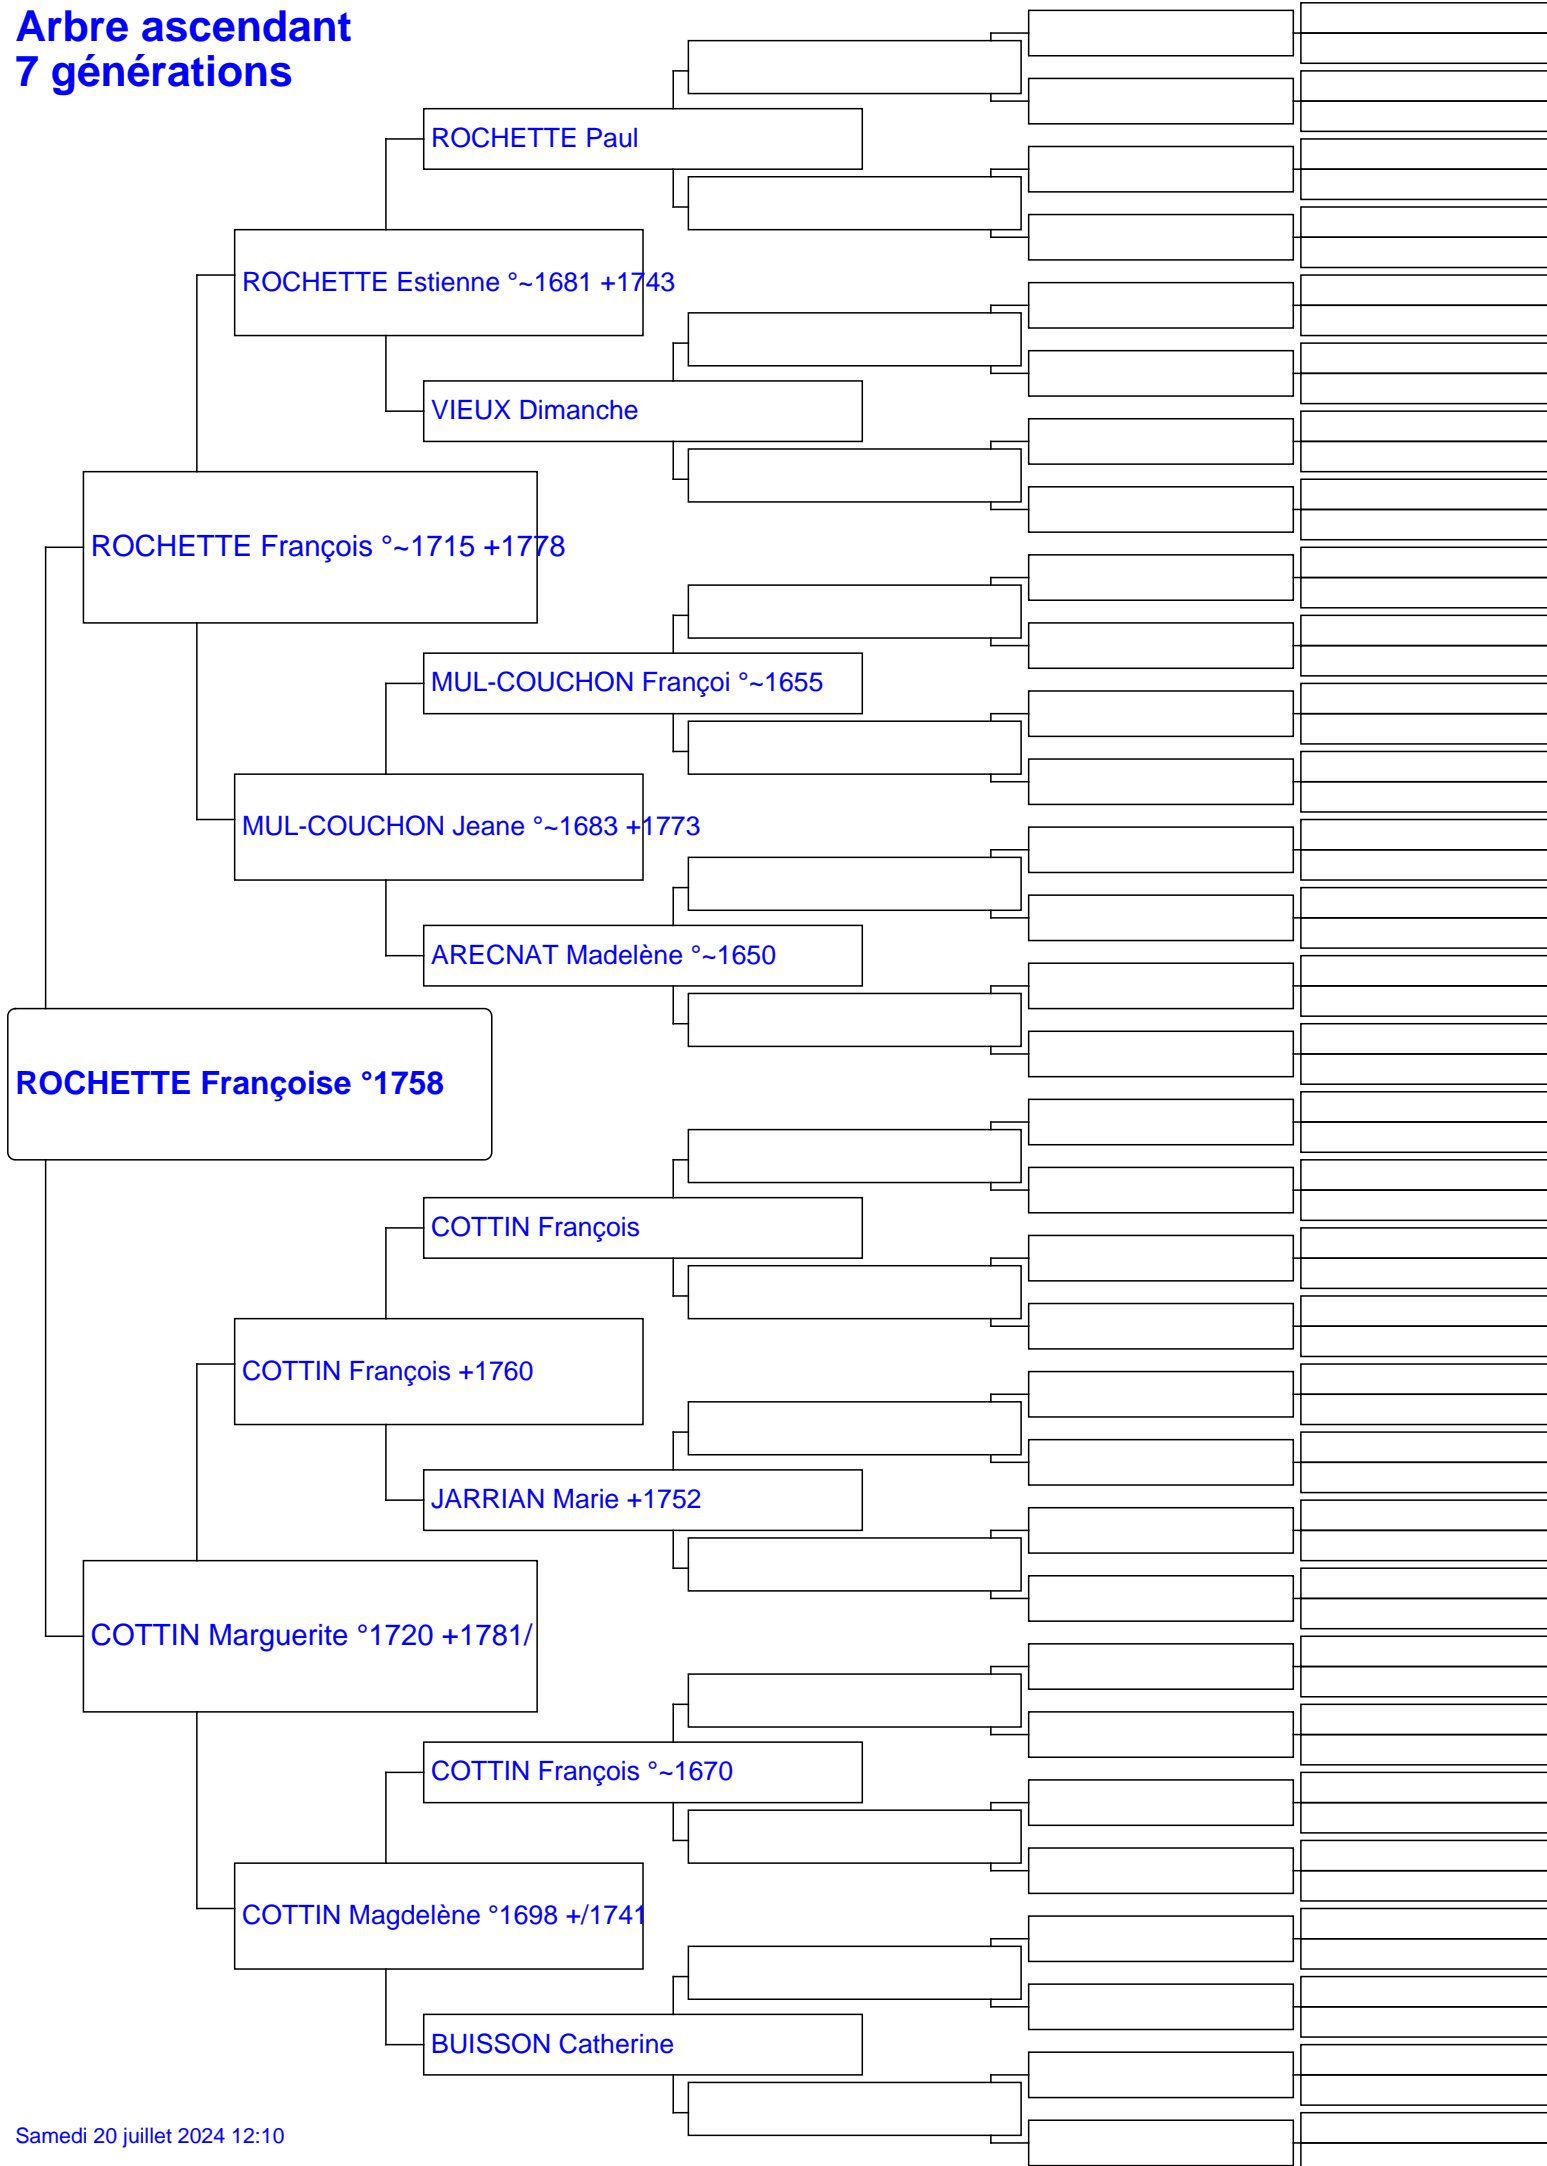 Arbre ascendant
7 générations
ROCHETTE Paul
ROCHETTE Estienne °~1681 +1743
VIEUX Dimanche
ROCHETTE François °~1715 +1778
MUL-COUCHON Françoi °~1655
MUL-COUCHON Jeane °~1683 +1773
ARECNAT Madelène °~1650
ROCHETTE Françoise °1758
COTTIN François
COTTIN François +1760
JARRIAN Marie +1752
COTTIN Marguerite °1720 +1781/
COTTIN François °~1670
COTTIN Magdelène °1698 +/1741
BUISSON Catherine
Samedi 20 juillet 2024 12:10